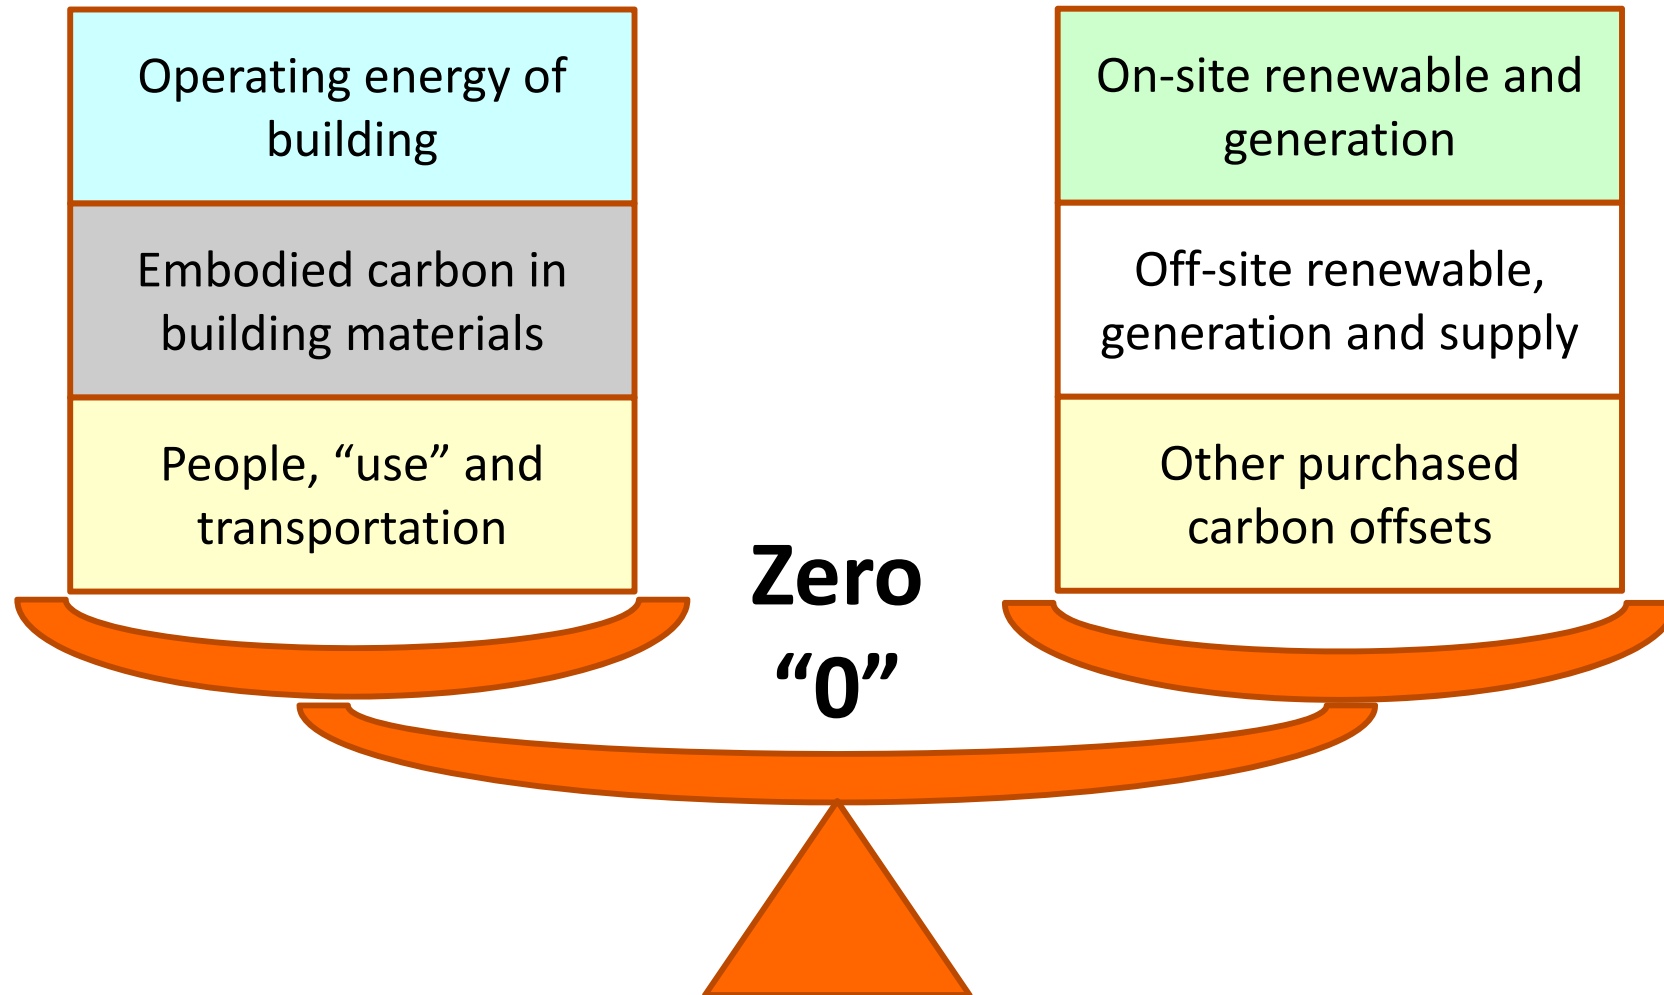 Operating energy of
building
Embodied carbon in
building materials
People, “use” and
transportation
Zero
“0”
On-site renewable and
generation
Off-site renewable,
generation and supply
Other purchased
carbon offsets